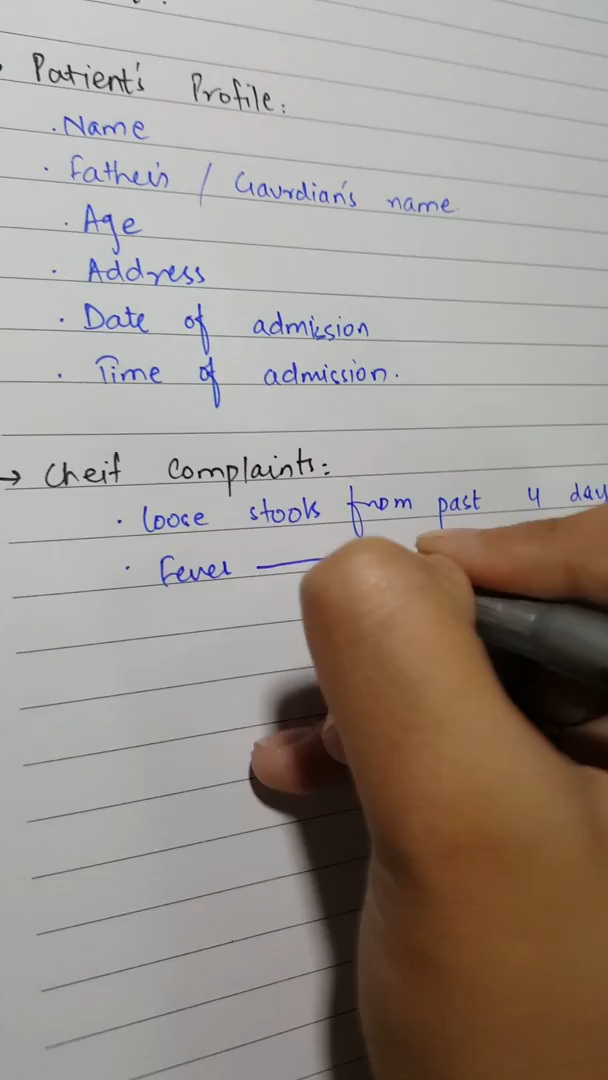 Patient's Profile:
. Name
. Father's / Gaurdian's name
. Age
. Address
. Date of admission
. Time of admission.
→ Cheif complaints:
. loose stools from past 4 day
. Fever —